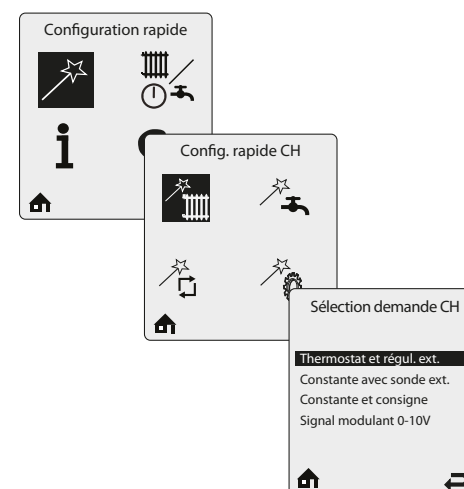 Configuration rapide
Config. rapide CH
Sélection demande CH
Thermostat et régul. ext.
Constante avec sonde ext.
Constante et consigne
Signal modulant 0-10V